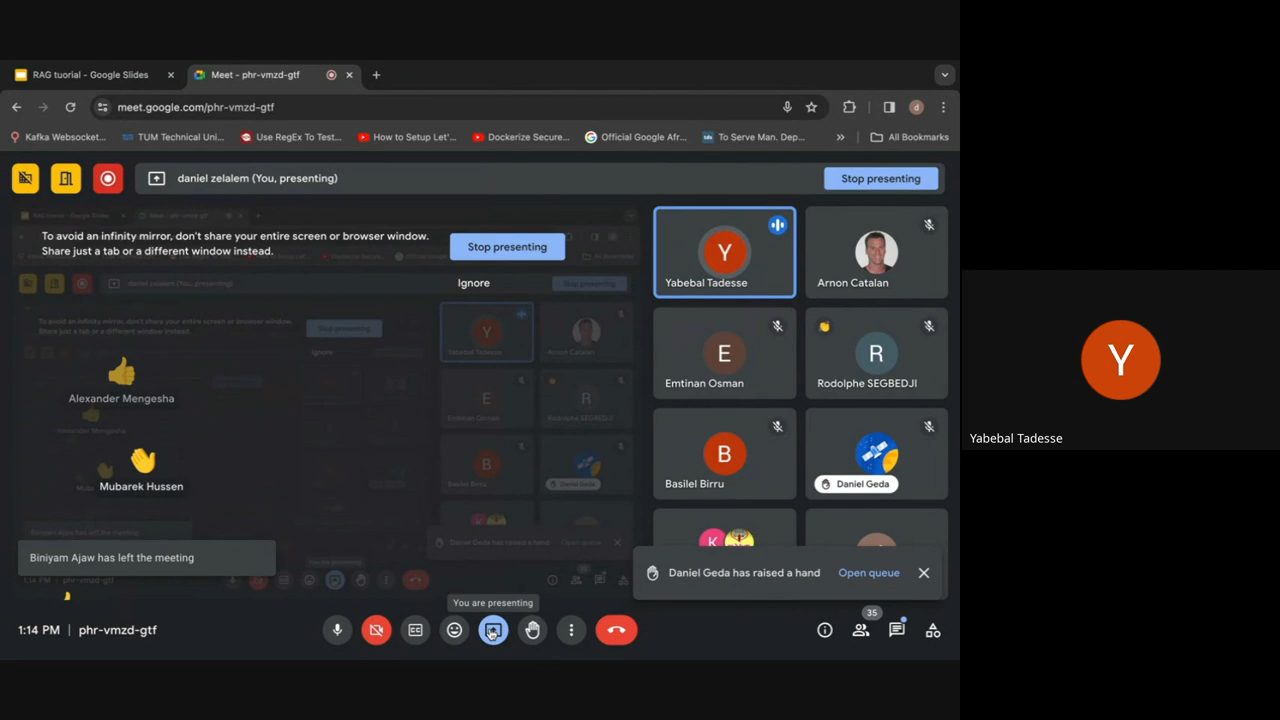 RAG tuorial - Google Slides
Meet - phr-vmzd-gtf
meet.google.com/phr-vmzd-gtf
d
Kafka Websocket...
TUM Technical Uni...
Use RegEx To Test...
How to Setup Let'...
Dockerize Secure...
Official Google Afr...
To Serve Man. Dep...
All Bookmarks
daniel zelalem (You, presenting)
Stop presenting
To avoid an infinity mirror, don't share your entire screen or browser window.
Share just a tab or a different window instead.
Stop presenting
Ignore
Y
Yabebal Tadesse
Arnon Catalan
E
Emtinan Osman
R
Rodolphe SEGBEDJI
B
Basilel Birru
Daniel Geda
K
Alexander Mengesha
Mubarek Hussen
Biniyam Ajaw has left the meeting
Daniel Geda has raised a hand
Open queue
You are presenting
1:14 PM | phr-vmzd-gtf
35
Y
Yabebal Tadesse